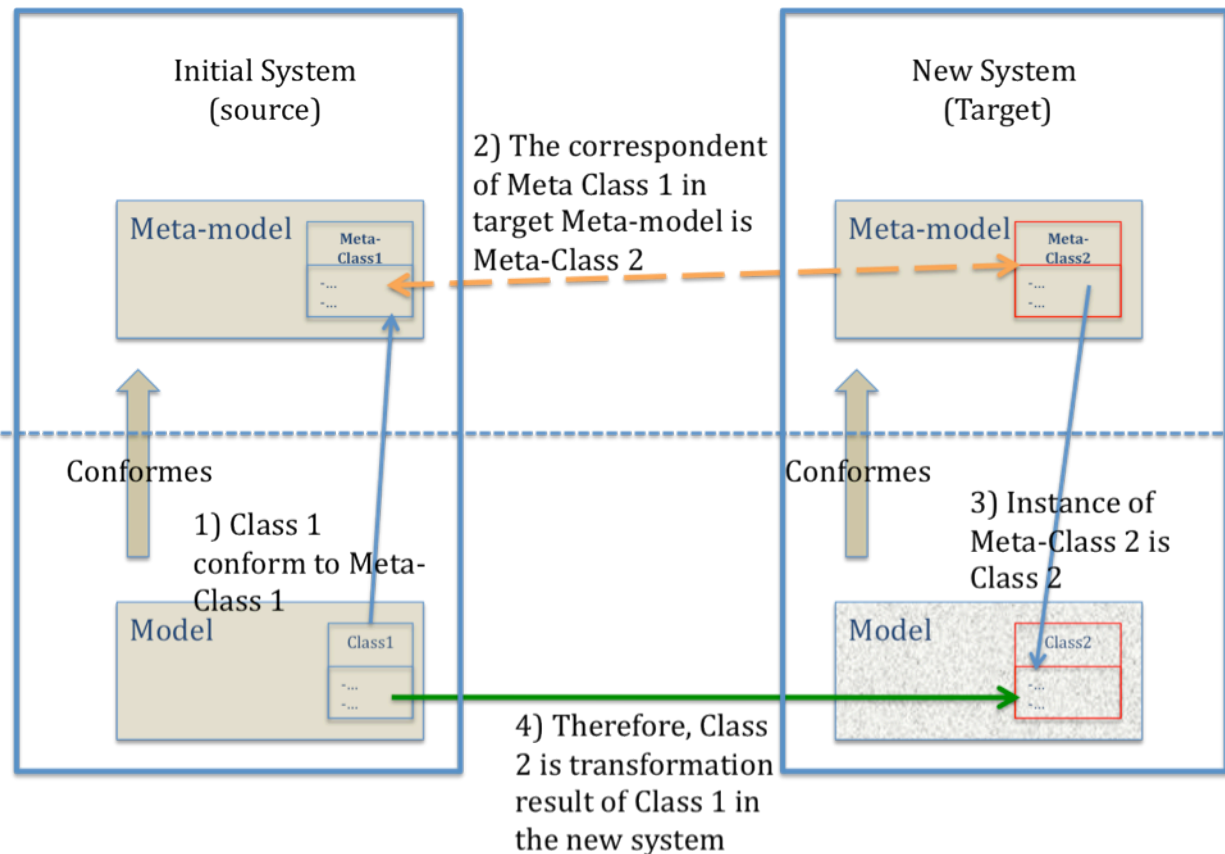 Initial System
(source)
New System
(Target)
2) The correspondent
of Meta Class 1 in
target Meta-model is
Meta-Class 2
Meta-model
Meta-
Class1
-...
-...
Meta-model
Meta-
Class2
-...
-...
Conformes
Conformes
1) Class 1
conform to Meta-
Class 1
3) Instance of
Meta-Class 2 is
Class 2
Model
Class1
-...
-...
Model
Class2
-...
-...
4) Therefore, Class
2 is transformation
result of Class 1 in
the new system